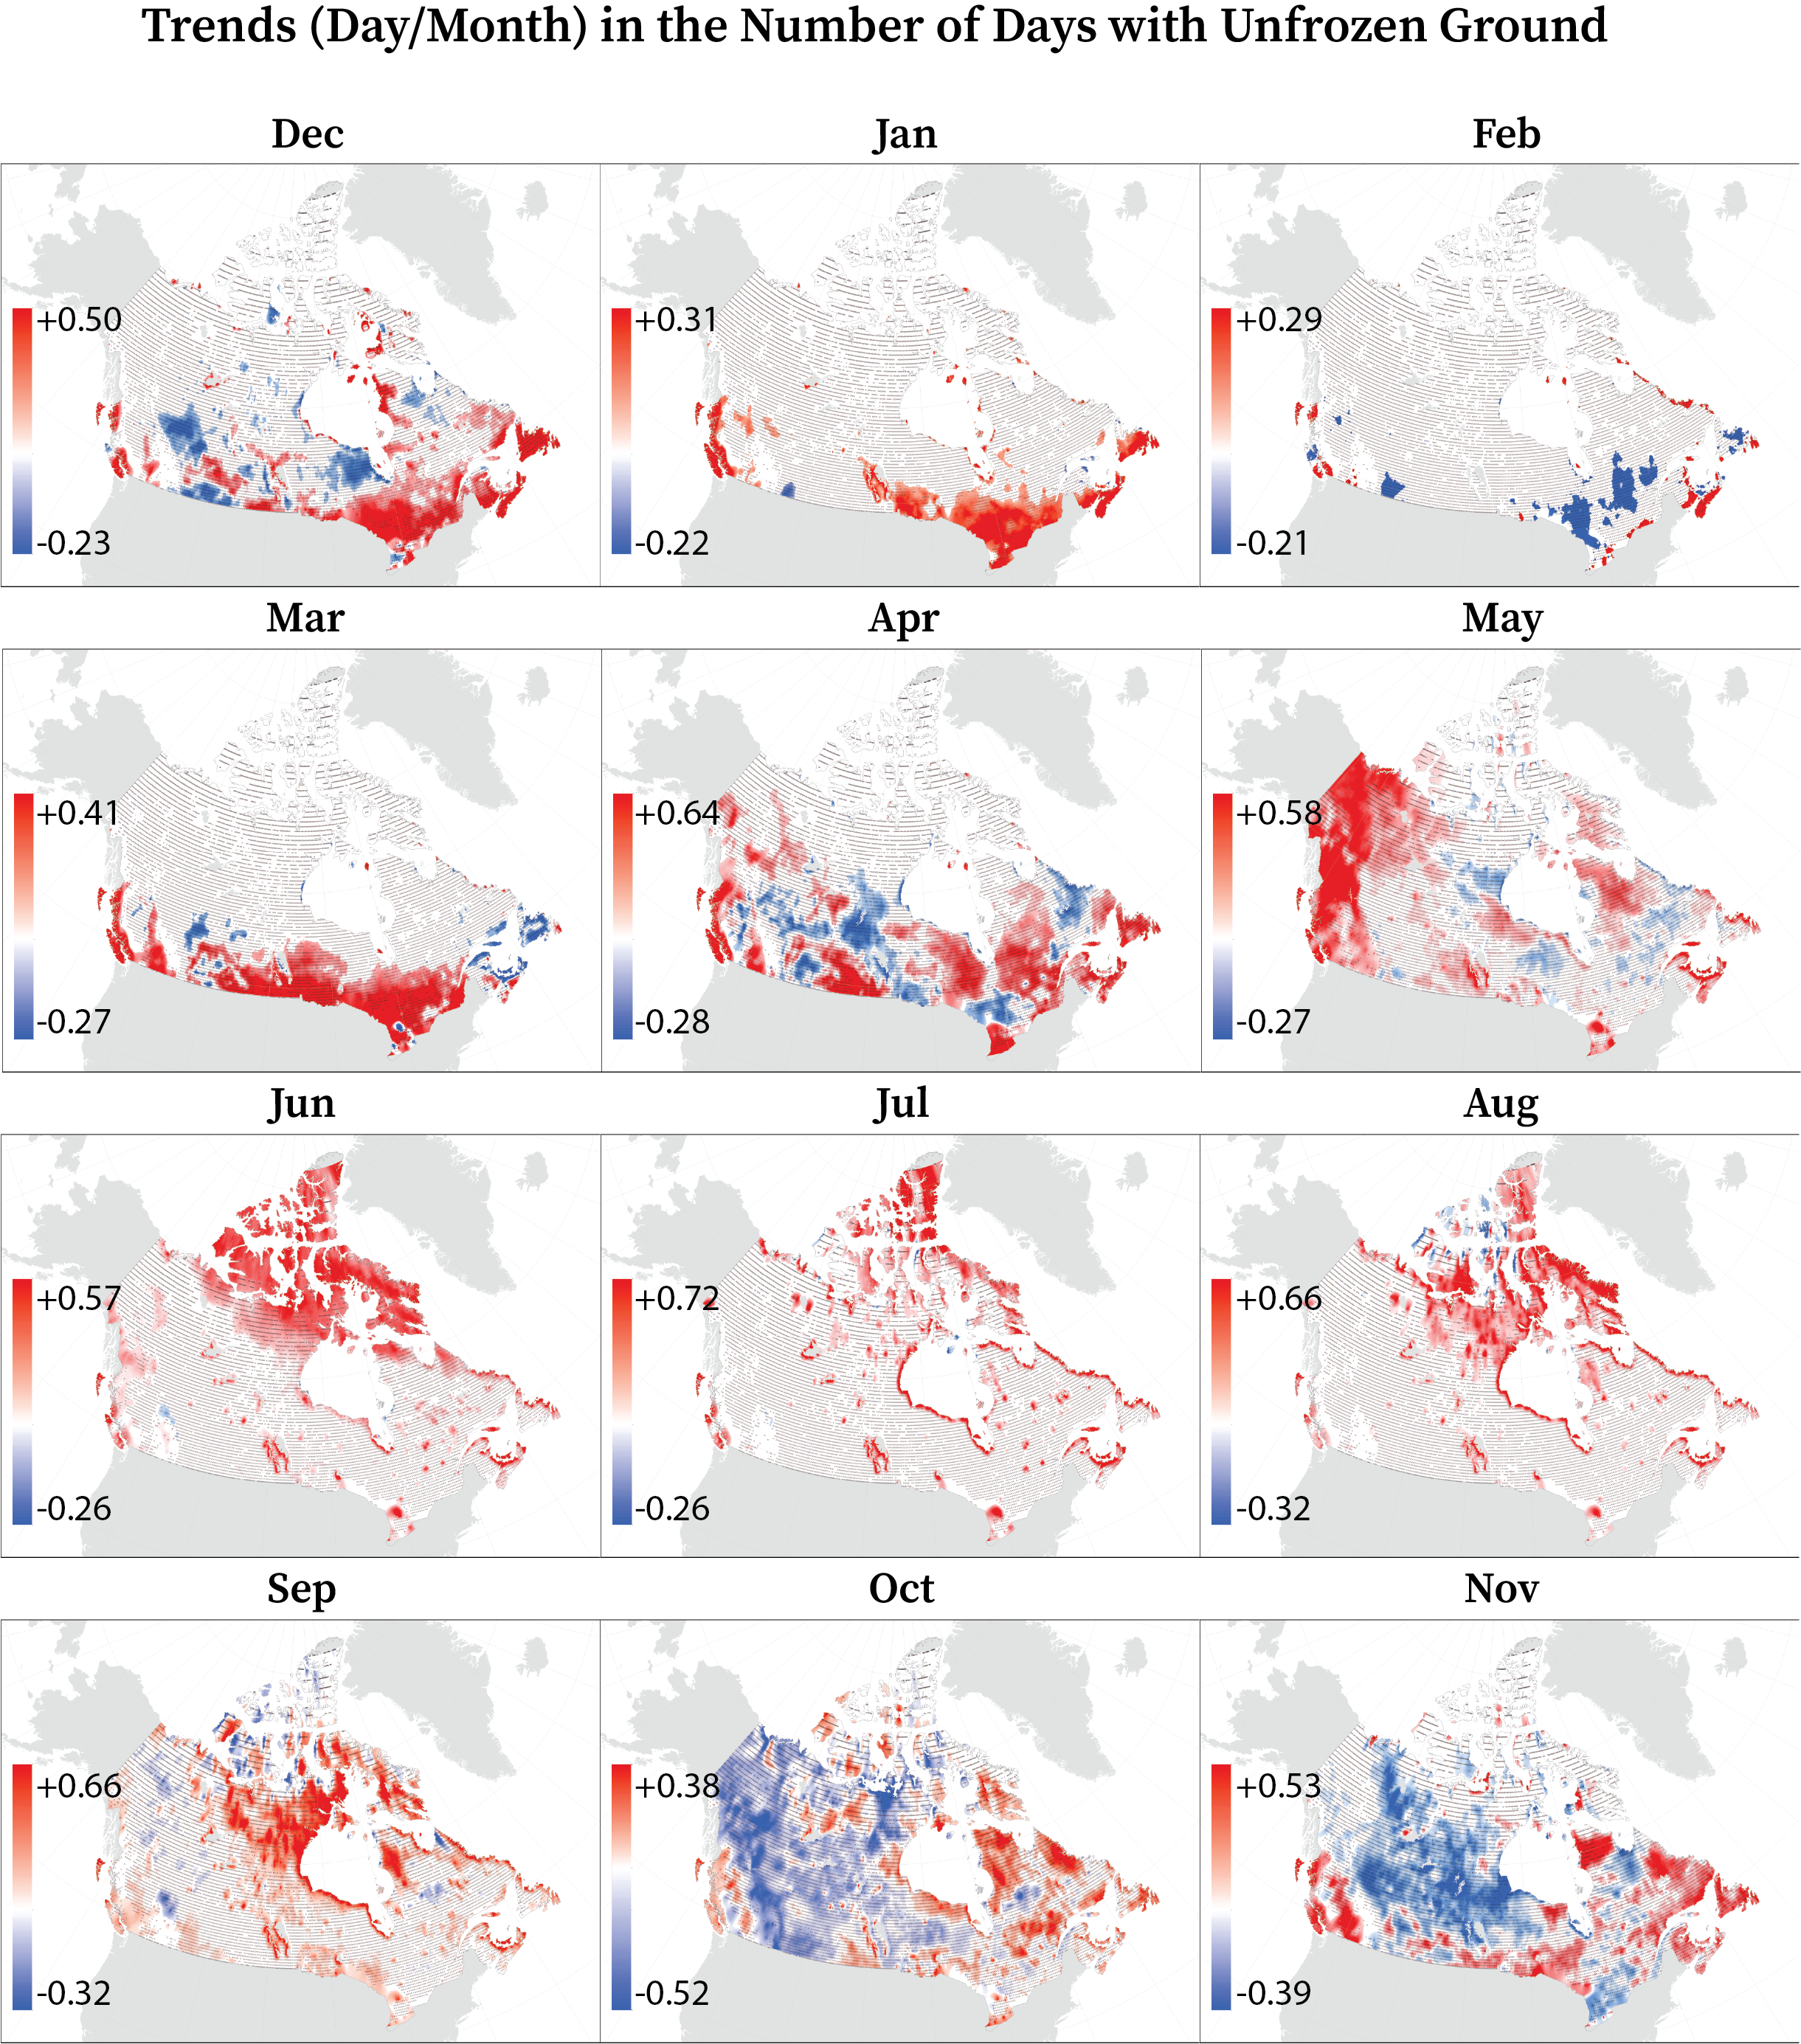 Trends (Day/Month) in the Number of Days with Unfrozen Ground
Dec
Jan
Feb
+0.50
+0.31
+0.29
-0.23
-0.22
-0.21
Mar
Apr
May
+0.41
+0.64
+0.58
-0.27
-0.28
-0.27
Jun
Jul
Aug
+0.57
+0.72
+0.66
-0.26
-0.26
-0.32
Sep
Oct
Nov
+0.66
+0.38
+0.53
-0.32
-0.52
-0.39